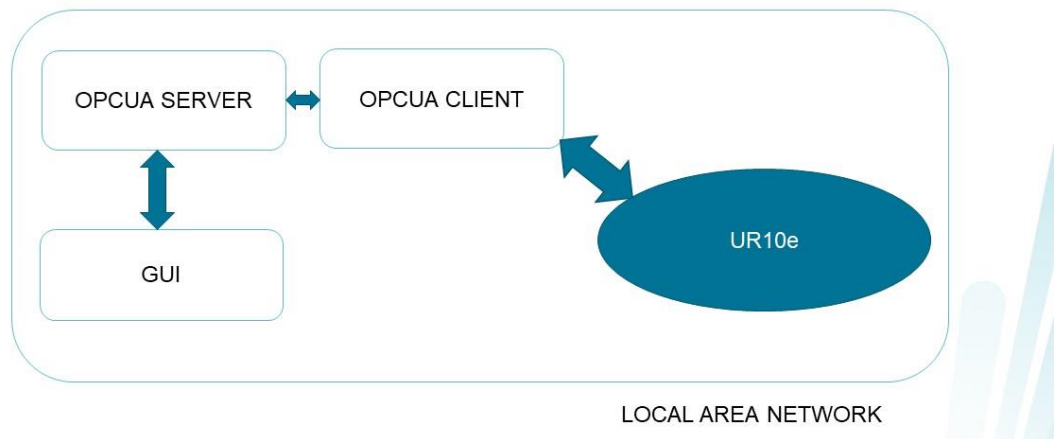 OPCUA SERVER
OPCUA CLIENT
UR10e
GUI
LOCAL AREA NETWORK